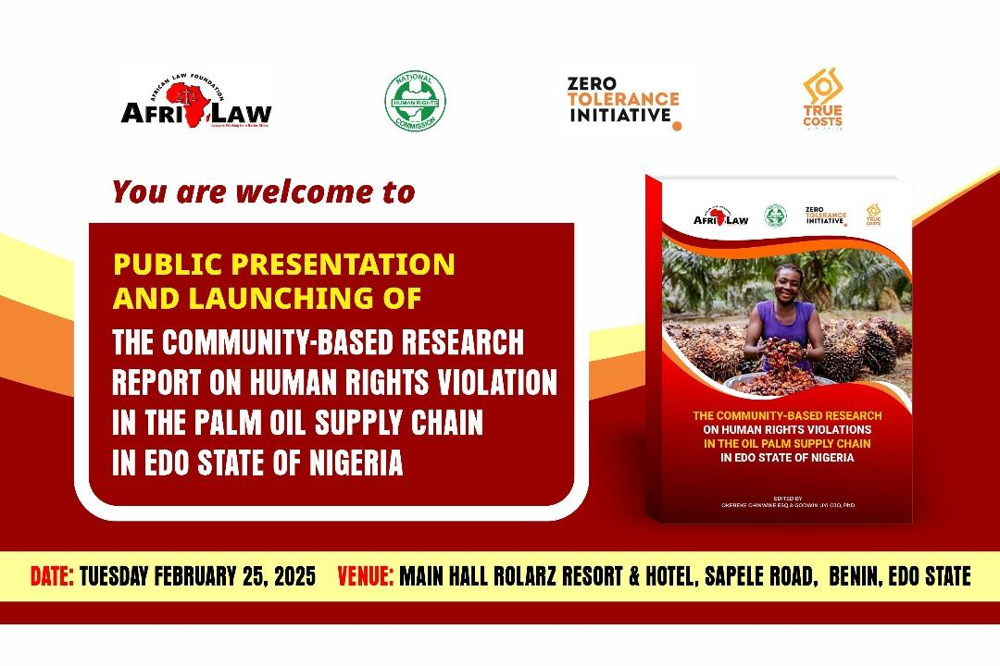 AFRICAN LAW FOUNDATION
AFRILAW
Lawyers Working for a Better Africa
NATIONAL
HUMAN RIGHTS
COMMISSION
ZERO
TOLERANCE
INITIATIVE
TRUE
COSTS
You are welcome to
PUBLIC PRESENTATION
AND LAUNCHING OF
THE COMMUNITY-BASED RESEARCH
REPORT ON HUMAN RIGHTS VIOLATION
IN THE PALM OIL SUPPLY CHAIN
IN EDO STATE OF NIGERIA
AFRILAW
ZERO
TOLERANCE
INITIATIVE
TRUE
COSTS
THE COMMUNITY-BASED RESEARCH
ON HUMAN RIGHTS VIOLATIONS
IN THE OIL PALM SUPPLY CHAIN
IN EDO STATE OF NIGERIA
EDITED BY
OKEREKE CHINWIKE ESQ & GODWIN UYI OJO, PhD
DATE: TUESDAY FEBRUARY 25, 2025 VENUE: MAIN HALL ROLARZ RESORT & HOTEL, SAPELE ROAD, BENIN, EDO STATE